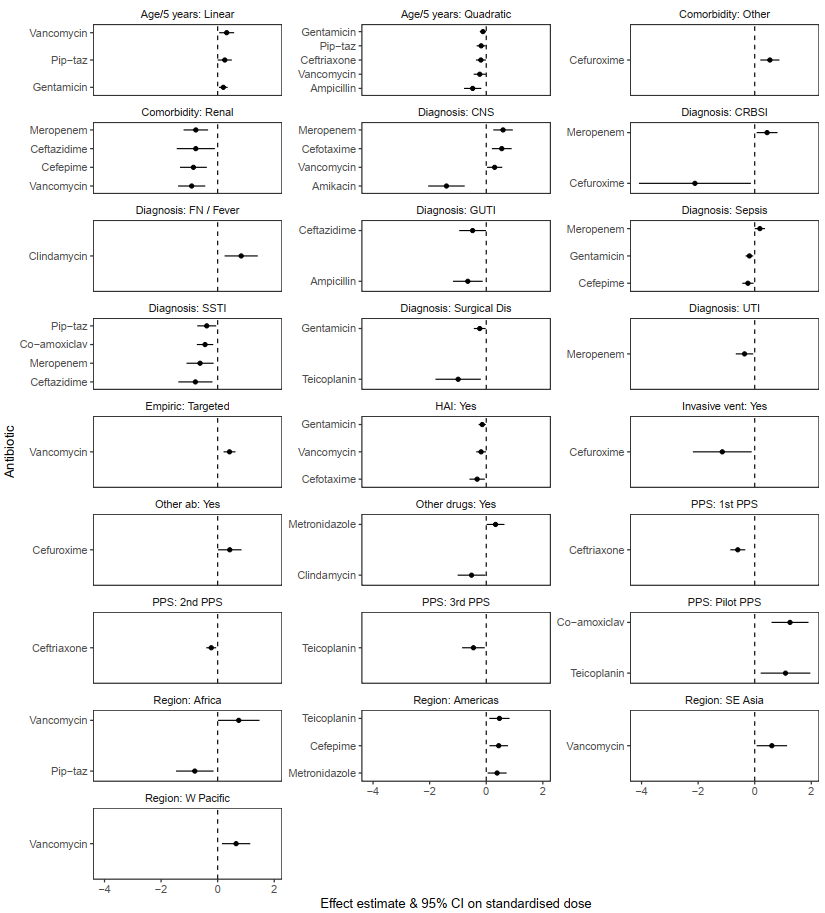 Age/5 years: Linear
Vancomycin
Pip−taz
Gentamicin
Age/5 years: Quadratic
Gentamicin
Pip−taz
Ceftriaxone
Vancomycin
Ampicillin
Comorbidity: Other
Cefuroxime
Comorbidity: Renal
Meropenem
Ceftazidime
Cefepime
Vancomycin
Diagnosis: CNS
Meropenem
Cefotaxime
Vancomycin
Amikacin
Diagnosis: CRBSI
Meropenem
Cefuroxime
Diagnosis: FN / Fever
Clindamycin
Diagnosis: GUTI
Ceftazidime
Ampicillin
Diagnosis: Sepsis
Meropenem
Gentamicin
Cefepime
Diagnosis: SSTI
Pip−taz
Co−amoxiclav
Meropenem
Ceftazidime
Diagnosis: Surgical Dis
Gentamicin
Teicoplanin
Diagnosis: UTI
Meropenem
Empiric: Targeted
Vancomycin
HAI: Yes
Gentamicin
Vancomycin
Cefotaxime
Invasive vent: Yes
Cefuroxime
Other ab: Yes
Cefuroxime
Other drugs: Yes
Metronidazole
Clindamycin
PPS: 1st PPS
Ceftriaxone
PPS: 2nd PPS
Ceftriaxone
PPS: 3rd PPS
Teicoplanin
PPS: Pilot PPS
Co−amoxiclav
Teicoplanin
Region: Africa
Vancomycin
Pip−taz
Region: Americas
Teicoplanin
Cefepime
Metronidazole
−4 −2 0 2
Region: SE Asia
Vancomycin
−4 −2 0 2
Region: W Pacific
Vancomycin
−4 −2 0 2
Antibiotic
Effect estimate & 95% CI on standardised dose